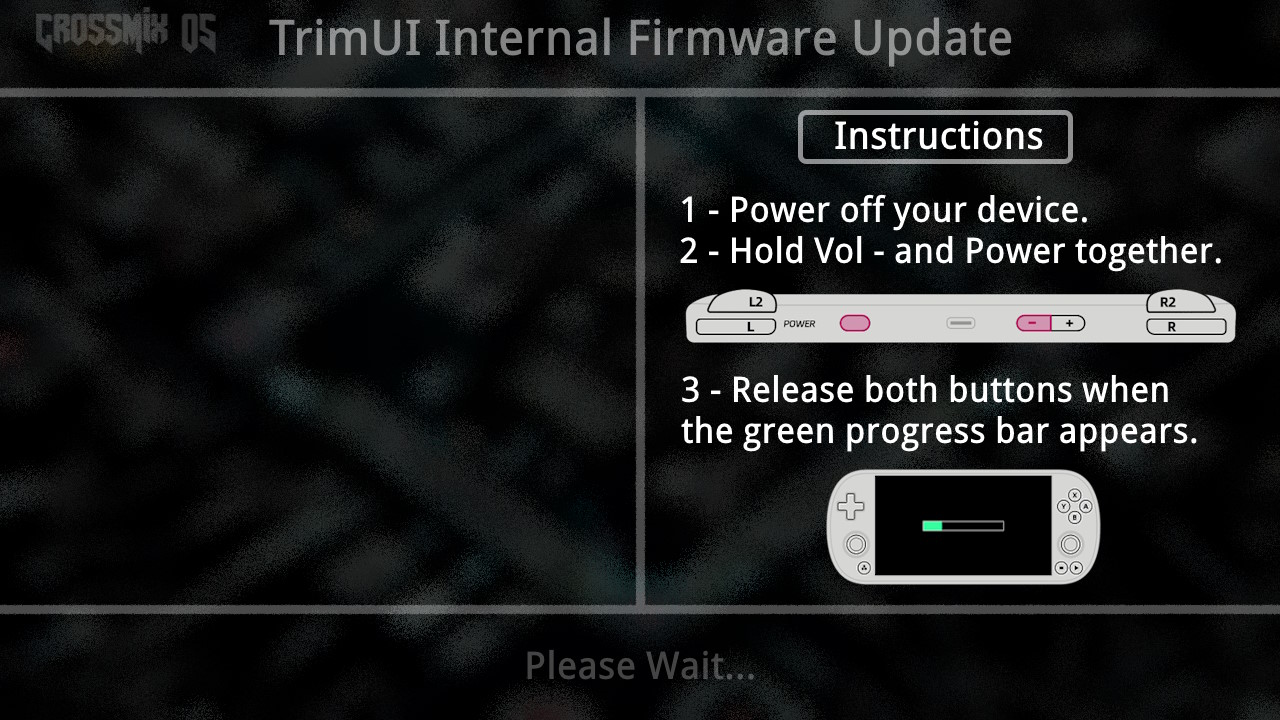 CROSSMIX OS
TrimUI Internal Firmware Update
Instructions
1 - Power off your device.
2 - Hold Vol - and Power together.
L2
R2
L
POWER
-
+
R
3 - Release both buttons when
the green progress bar appears.
X
Y
A
B
Please Wait...